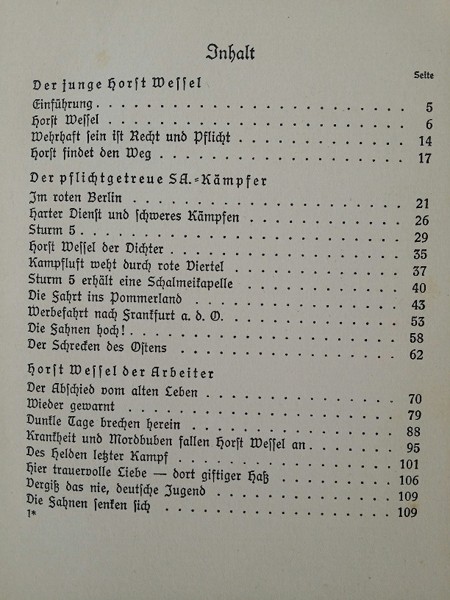 Inhalt
Seite
Der junge Horst Wessel
Einführung . . . . . . . . . . . . . . . . . . 5
Horst Wessel . . . . . . . . . . . . . . . . . 6
Wehrhaft sein ist Recht und Pflicht . . . . . . . . . . 14
Horst findet den Weg . . . . . . . . . . . . . . 17
Der pflichtgetreue SA.-Kämpfer
Im roten Berlin . . . . . . . . . . . . . . . . 21
Harter Dienst und schweres Kämpfen . . . . . . . . . 26
Sturm 5 . . . . . . . . . . . . . . . . . . . 29
Horst Wessel der Dichter . . . . . . . . . . . . . 35
Kampfluft weht durch rote Viertel . . . . . . . . . . 37
Sturm 5 erhält eine Schalmeikapelle . . . . . . . . . 40
Die Fahrt ins Pommerland . . . . . . . . . . . . 43
Werbefahrt nach Frankfurt a. d. O. . . . . . . . . . . 53
Die Fahnen hoch! . . . . . . . . . . . . . . . . 58
Der Schrecken des Ostens . . . . . . . . . . . . . 62
Horst Wessel der Arbeiter
Der Abschied vom alten Leben . . . . . . . . . . . 70
Wieder gewarnt . . . . . . . . . . . . . . . . 79
Dunkle Tage brechen herein . . . . . . . . . . . . 88
Krankheit und Mordbuben fallen Horst Wessel an . . . . . . 95
Des Helden letzter Kampf . . . . . . . . . . . . . 101
Hier trauervolle Liebe — dort giftiger Haß . . . . . . . . 106
Vergiß das nie, deutsche Jugend . . . . . . . . . . . 109
Die Fahnen senken sich . . . . . . . . . . . . . . 109
1*